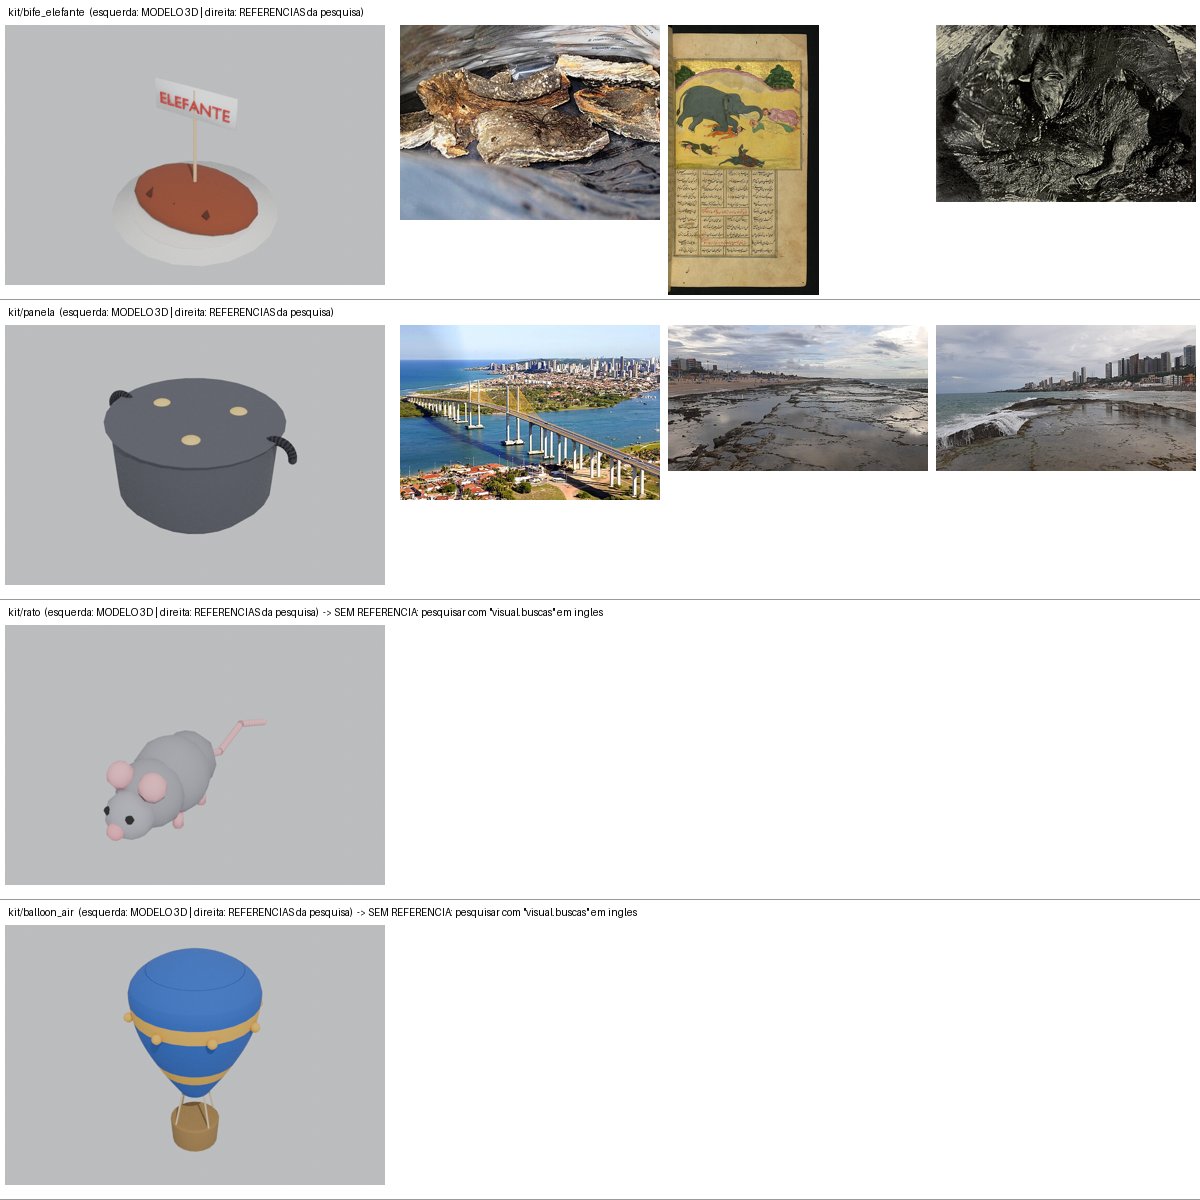 kit/bife_elefante (esquerda: MODELO 3D | direita: REFERENCIAS da pesquisa)
ELEFANTE
kit/panela (esquerda: MODELO 3D | direita: REFERENCIAS da pesquisa)
kit/rato (esquerda: MODELO 3D | direita: REFERENCIAS da pesquisa) -> SEM REFERENCIA: pesquisar com "visual.buscas" em ingles
kit/balloon_air (esquerda: MODELO 3D | direita: REFERENCIAS da pesquisa) -> SEM REFERENCIA: pesquisar com "visual.buscas" em ingles